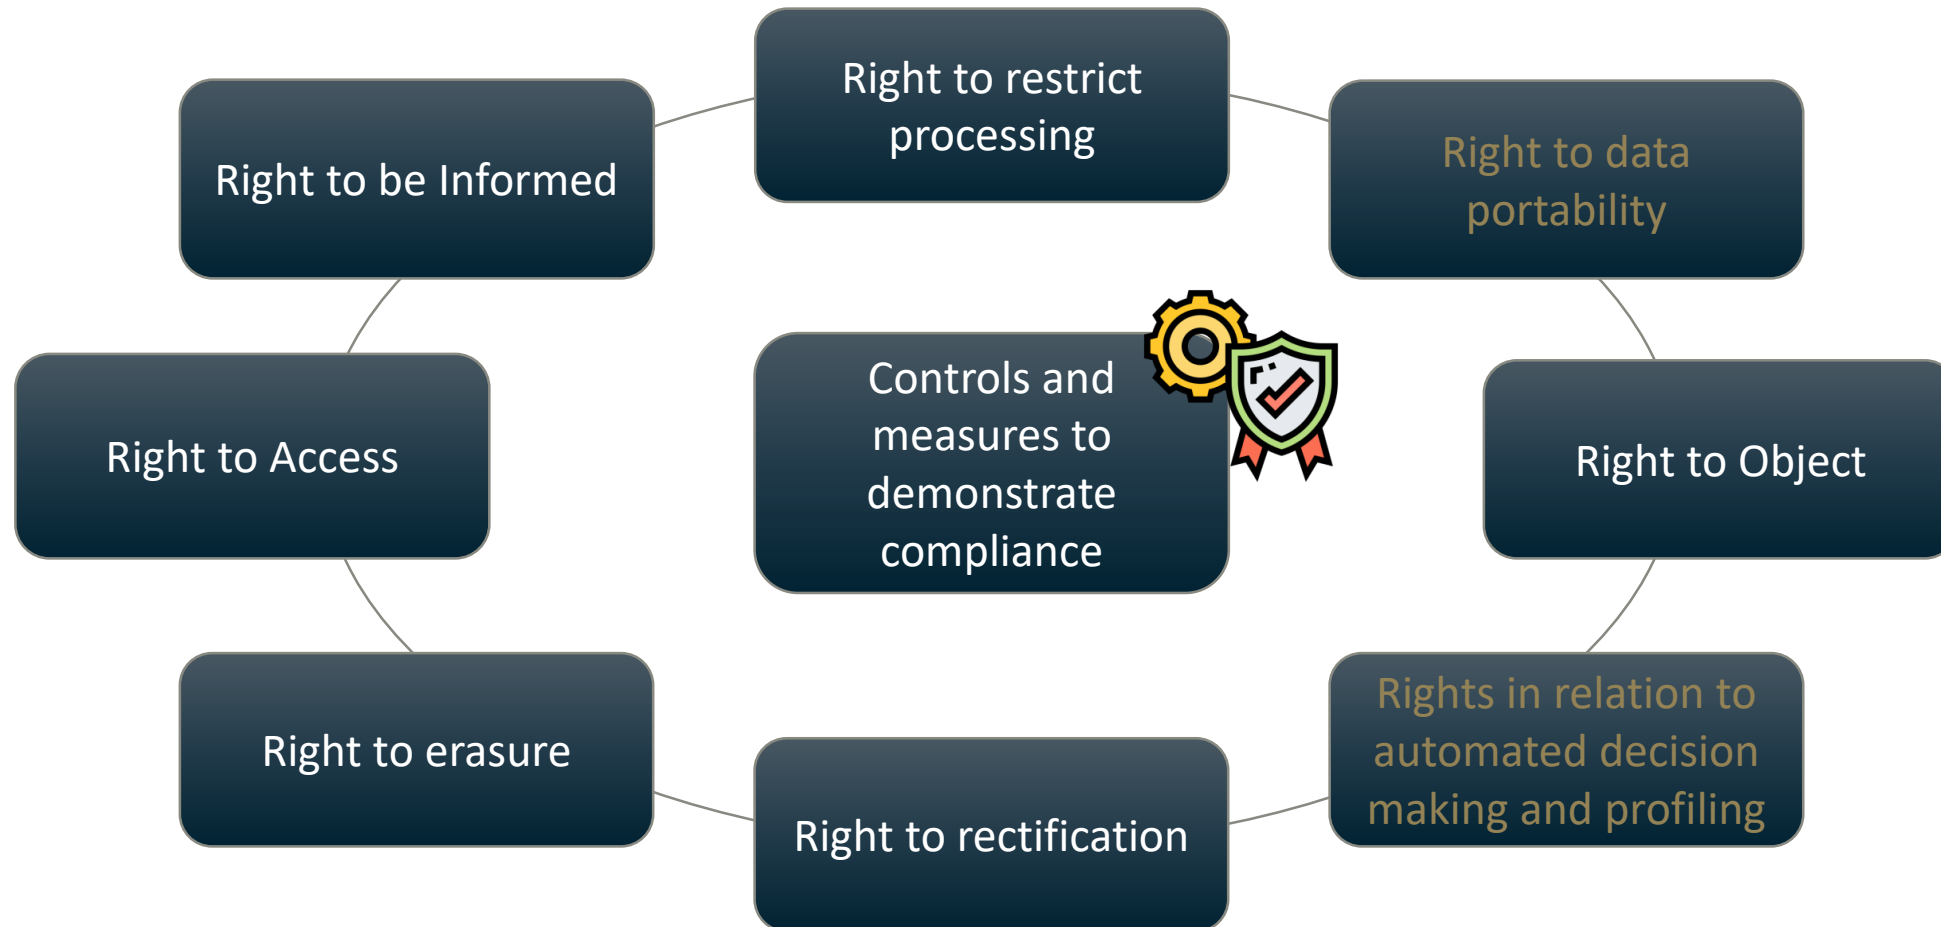 Right to restrict
processing
Right to be Informed
Right to data
portability
Controls and
measures to
demonstrate
compliance
Right to Access
Right to Object
Right to erasure
Rights in relation to
automated decision
making and profiling
Right to rectification